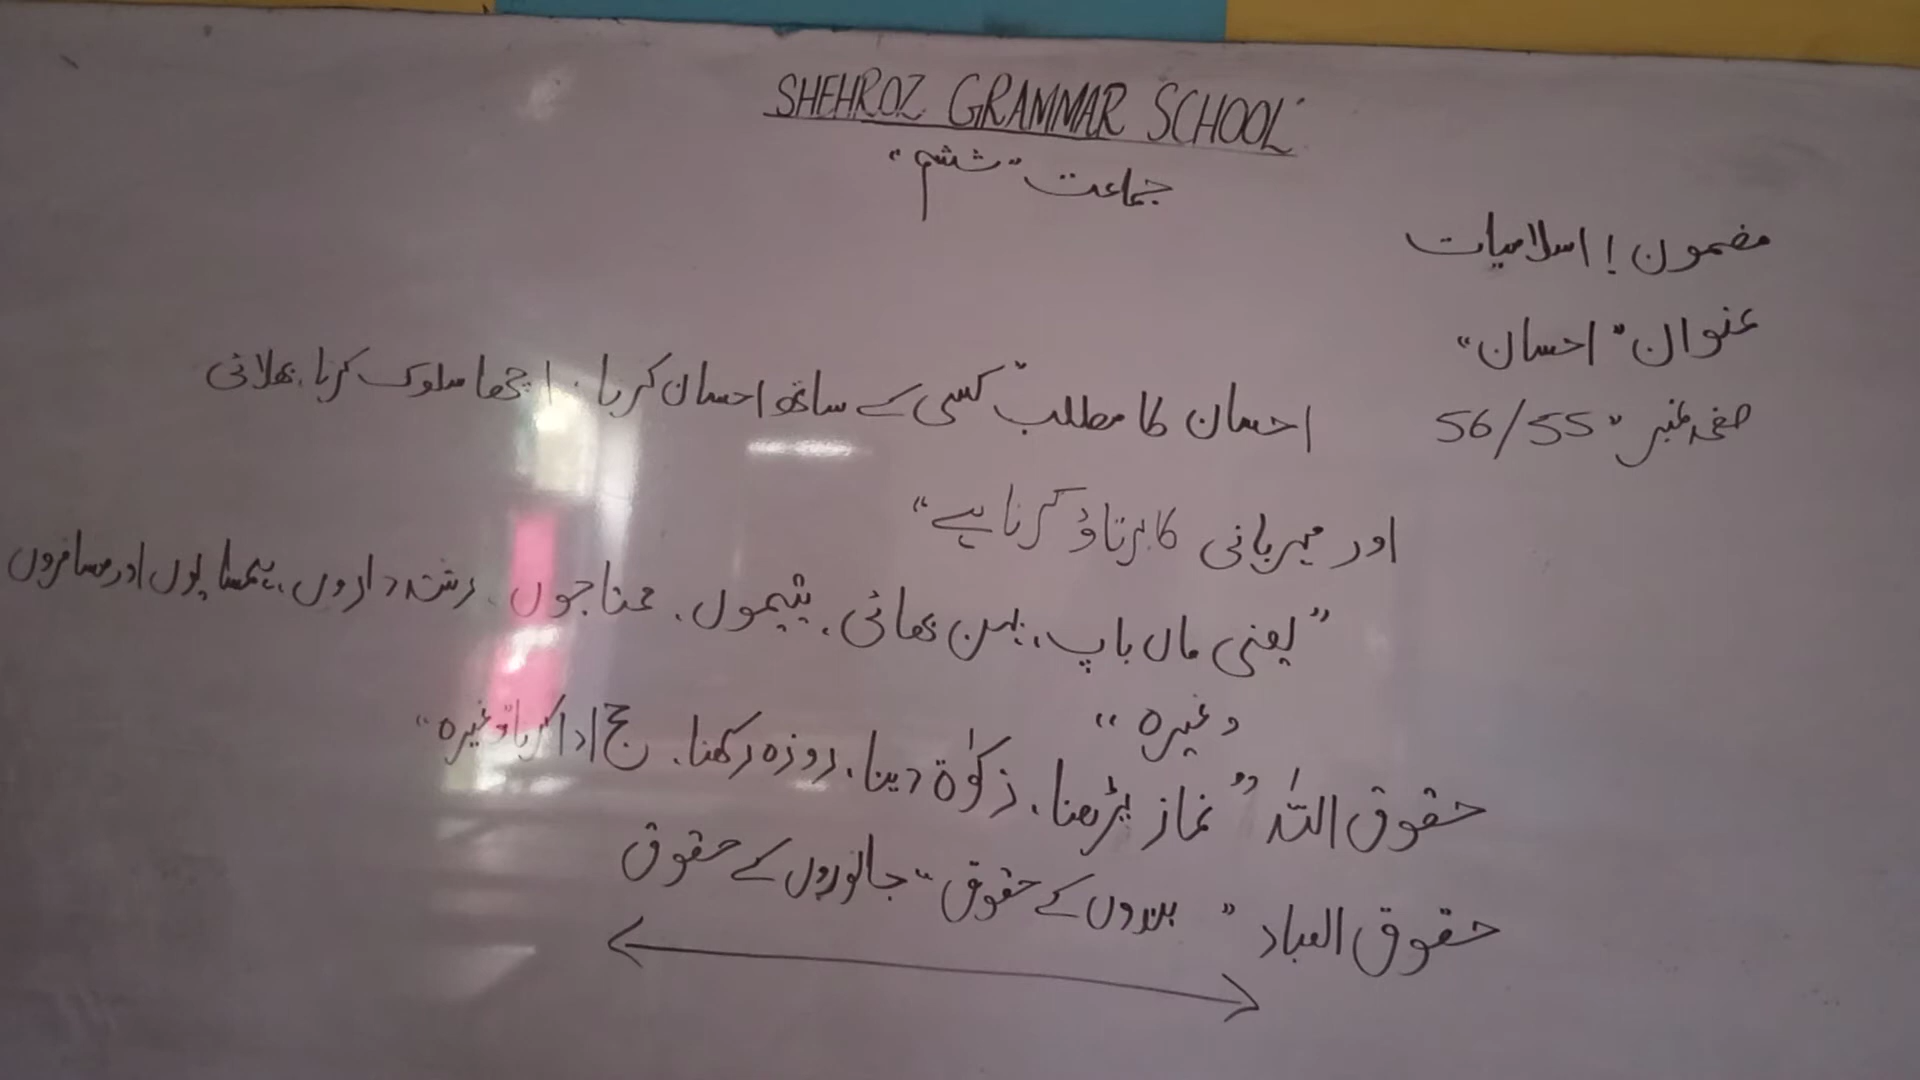 SHEHROZ GRAMMAR SCHOOL
جماعت "ششم"
مضمون ! اسلامیات
عنوان "احسان"
صفحہ نمبر " 56/55
احسان کا مطلب "کسی کے ساتھ احسان کرنا . اچھا سلوک کرنا، بھلائی
اور مہربانی کا برتاؤ کرنا ہے"
"یعنی ماں باپ، بہن بھائی، یتیموں، محتاجوں، رشتہ داروں، ہمسایوں اور مسافروں
وغیرہ"
حقوق اللہ "نماز پڑھنا، زکوٰۃ دینا، روزہ رکھنا، حج ادا کرنا وغیرہ"
حقوق العباد " بندوں کے حقوق" جانوروں کے حقوق